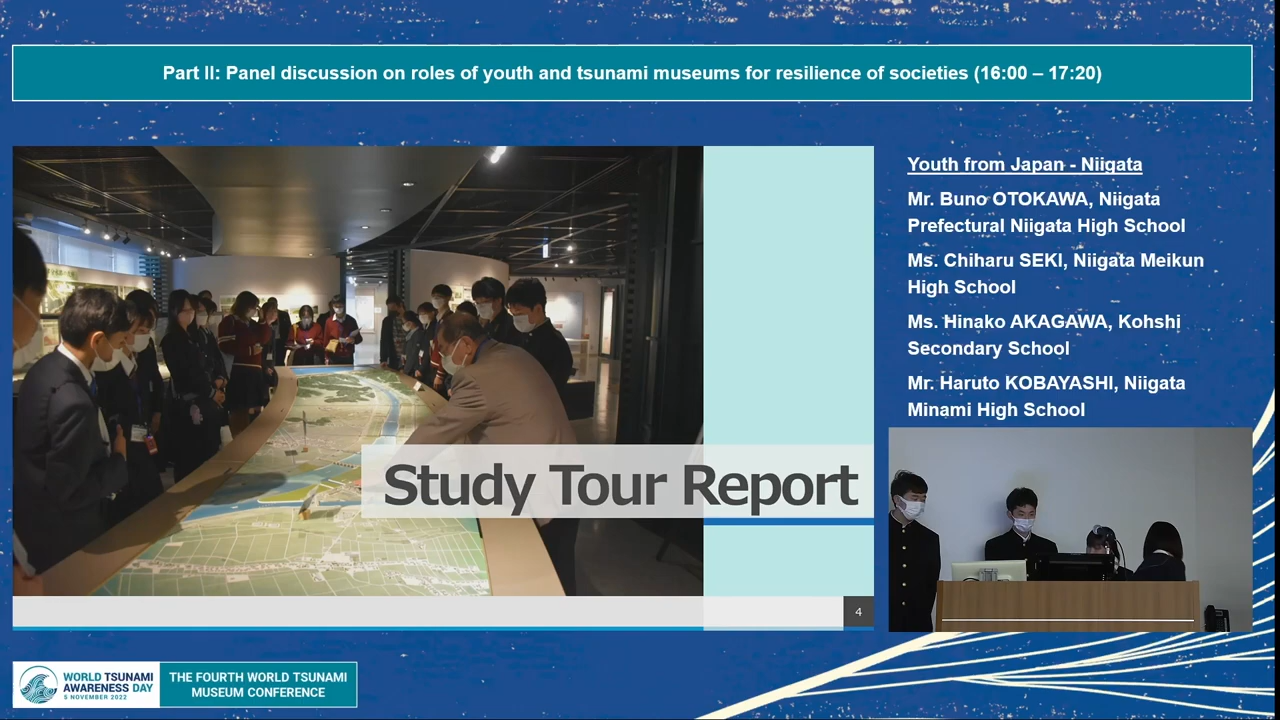 Part II: Panel discussion on roles of youth and tsunami museums for resilience of societies (16:00 – 17:20)
Youth from Japan - Niigata
Mr. Buno OTOKAWA, Niigata
Prefectural Niigata High School
Ms. Chiharu SEKI, Niigata Meikun
High School
Ms. Hinako AKAGAWA, Kohshi
Secondary School
Mr. Haruto KOBAYASHI, Niigata
Minami High School
Study Tour Report
4
WORLD TSUNAMI
AWARENESS DAY
5 NOVEMBER 2022
THE FOURTH WORLD TSUNAMI
MUSEUM CONFERENCE